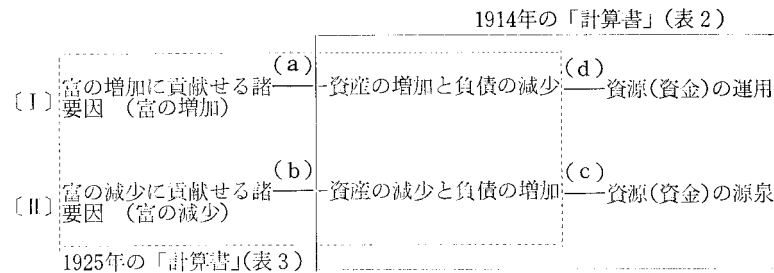 1914年の「計算書」(表2)
(a)
(d)
富の増加に貢献せる諸
資産の増加と負債の減少
資源(資金)の運用
〔Ⅰ〕
要因 (富の増加)
(b)
(c)
富の減少に貢献せる諸
資産の減少と負債の増加
資源(資金)の源泉
〔Ⅱ〕
要因 (富の減少)
1925年の「計算書」(表3)